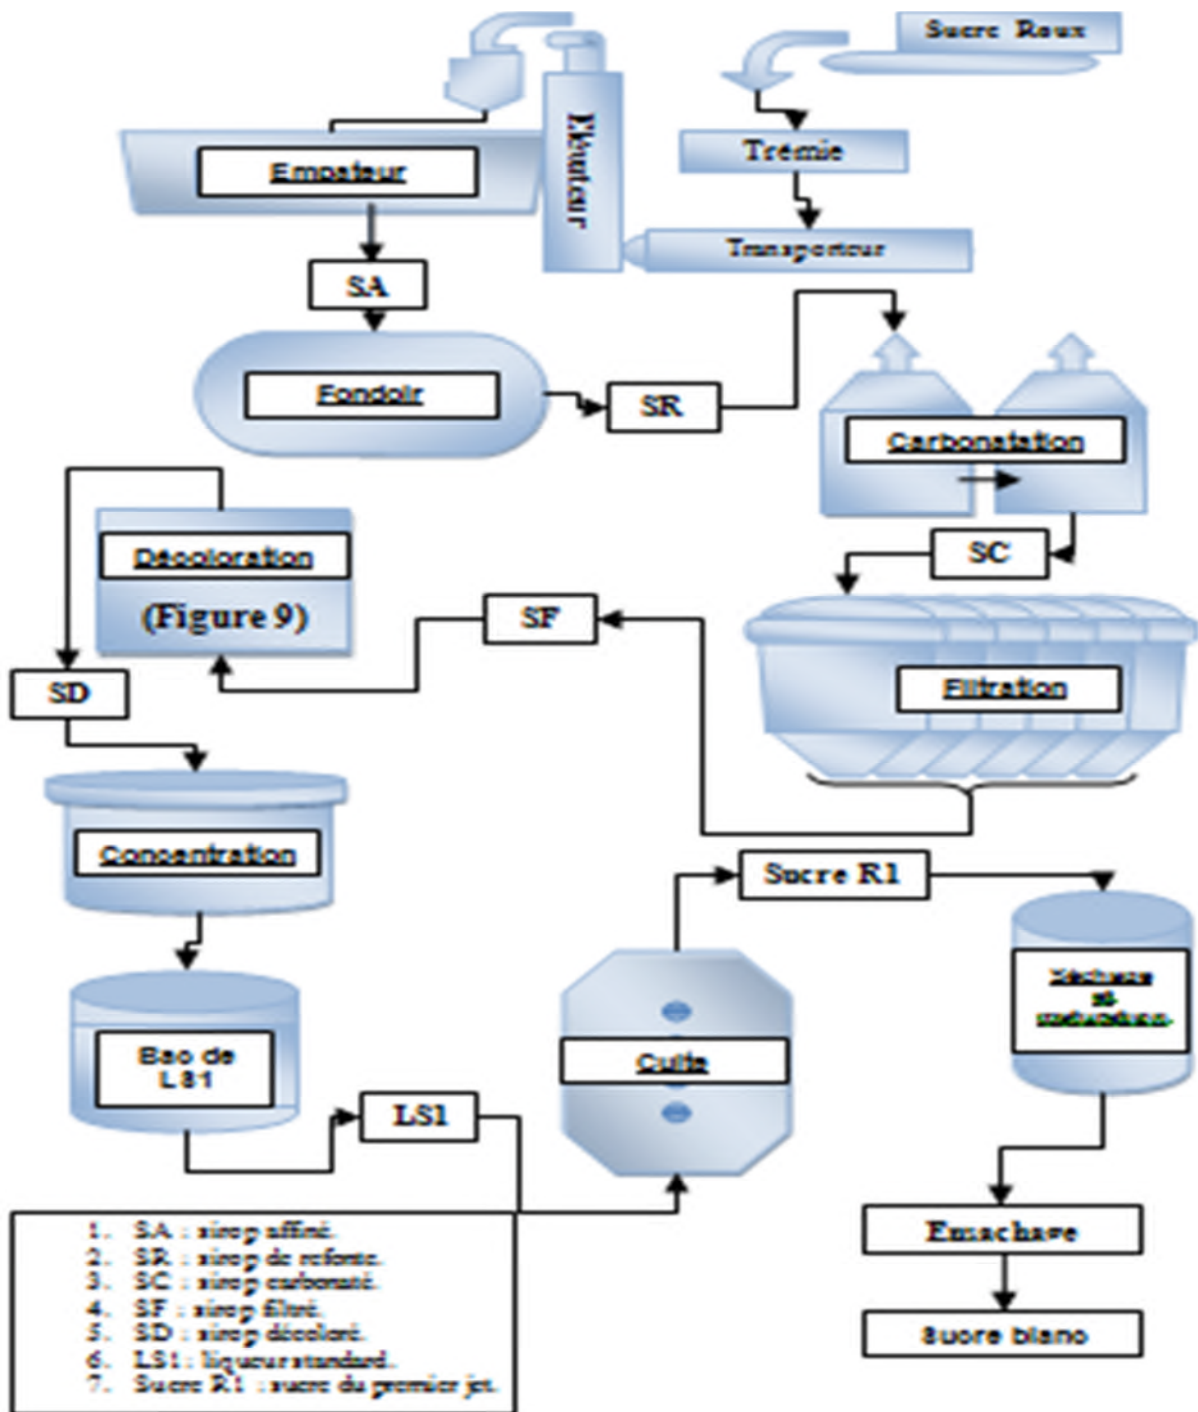 Sucre Roux
Trémie
Transporteur
Eléuteur
Empateur
SA
Fondoir
SR
Carbonatation
SC
Filtration
SF
Décoloration
(Figure 9)
SD
Concentration
Bac de
LS1
LS1
Cuite
Sucre R1
Séchage
et
Ensachage
Sucre blanc
1. SA : sirop affiné.
2. SR : sirop de refonte.
3. SC : sirop carbonaté.
4. SF : sirop filtré.
5. SD : sirop décoloré.
6. LS1 : liqueur standard.
7. Sucre R1 : sucre du premier jet.